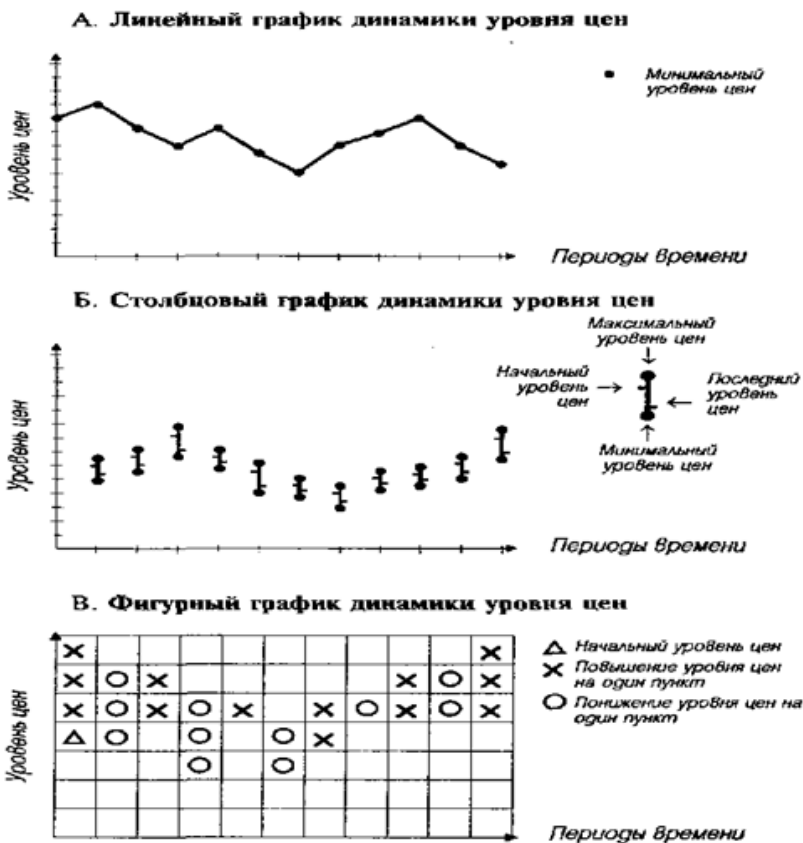 А. Линейный график динамики уровня цен
Уровень цен
Минимальный
уровень цен
Периоды времени
Б. Столбцовый график динамики уровня цен
Уровень цен
Максимальный
уровень цен
Начальный
уровень
цен
Последний
уровень
цен
Минимальный
уровень цен
Периоды времени
В. Фигурный график динамики уровня цен
Уровень цен
Начальный уровень цен
Повышение уровня цен
на один пункт
Понижение уровня цен на
один пункт
Периоды времени